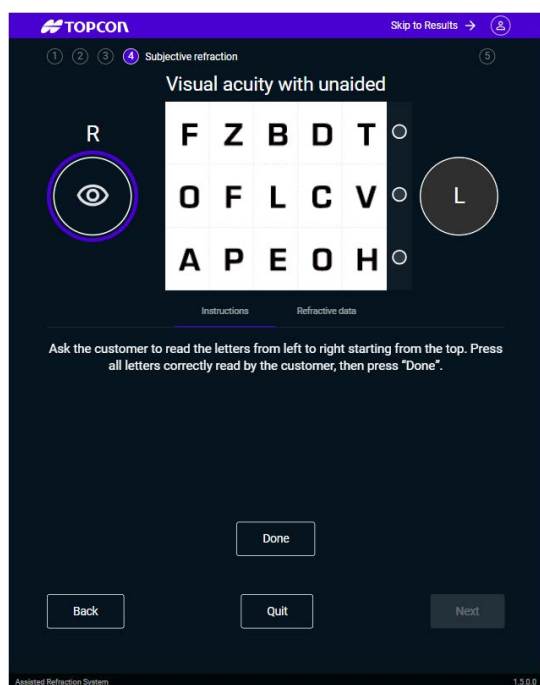 TOPCON
Skip to Results →
1 2 3 4 Subjective refraction 5
Visual acuity with unaided
R
F Z B D T
O F L C V
L
A P E O H
Instructions Refractive data
Ask the customer to read the letters from left to right starting from the top. Press
all letters correctly read by the customer, then press "Done".
Done
Back Quit Next
Assisted Refraction System 1.5.0.0